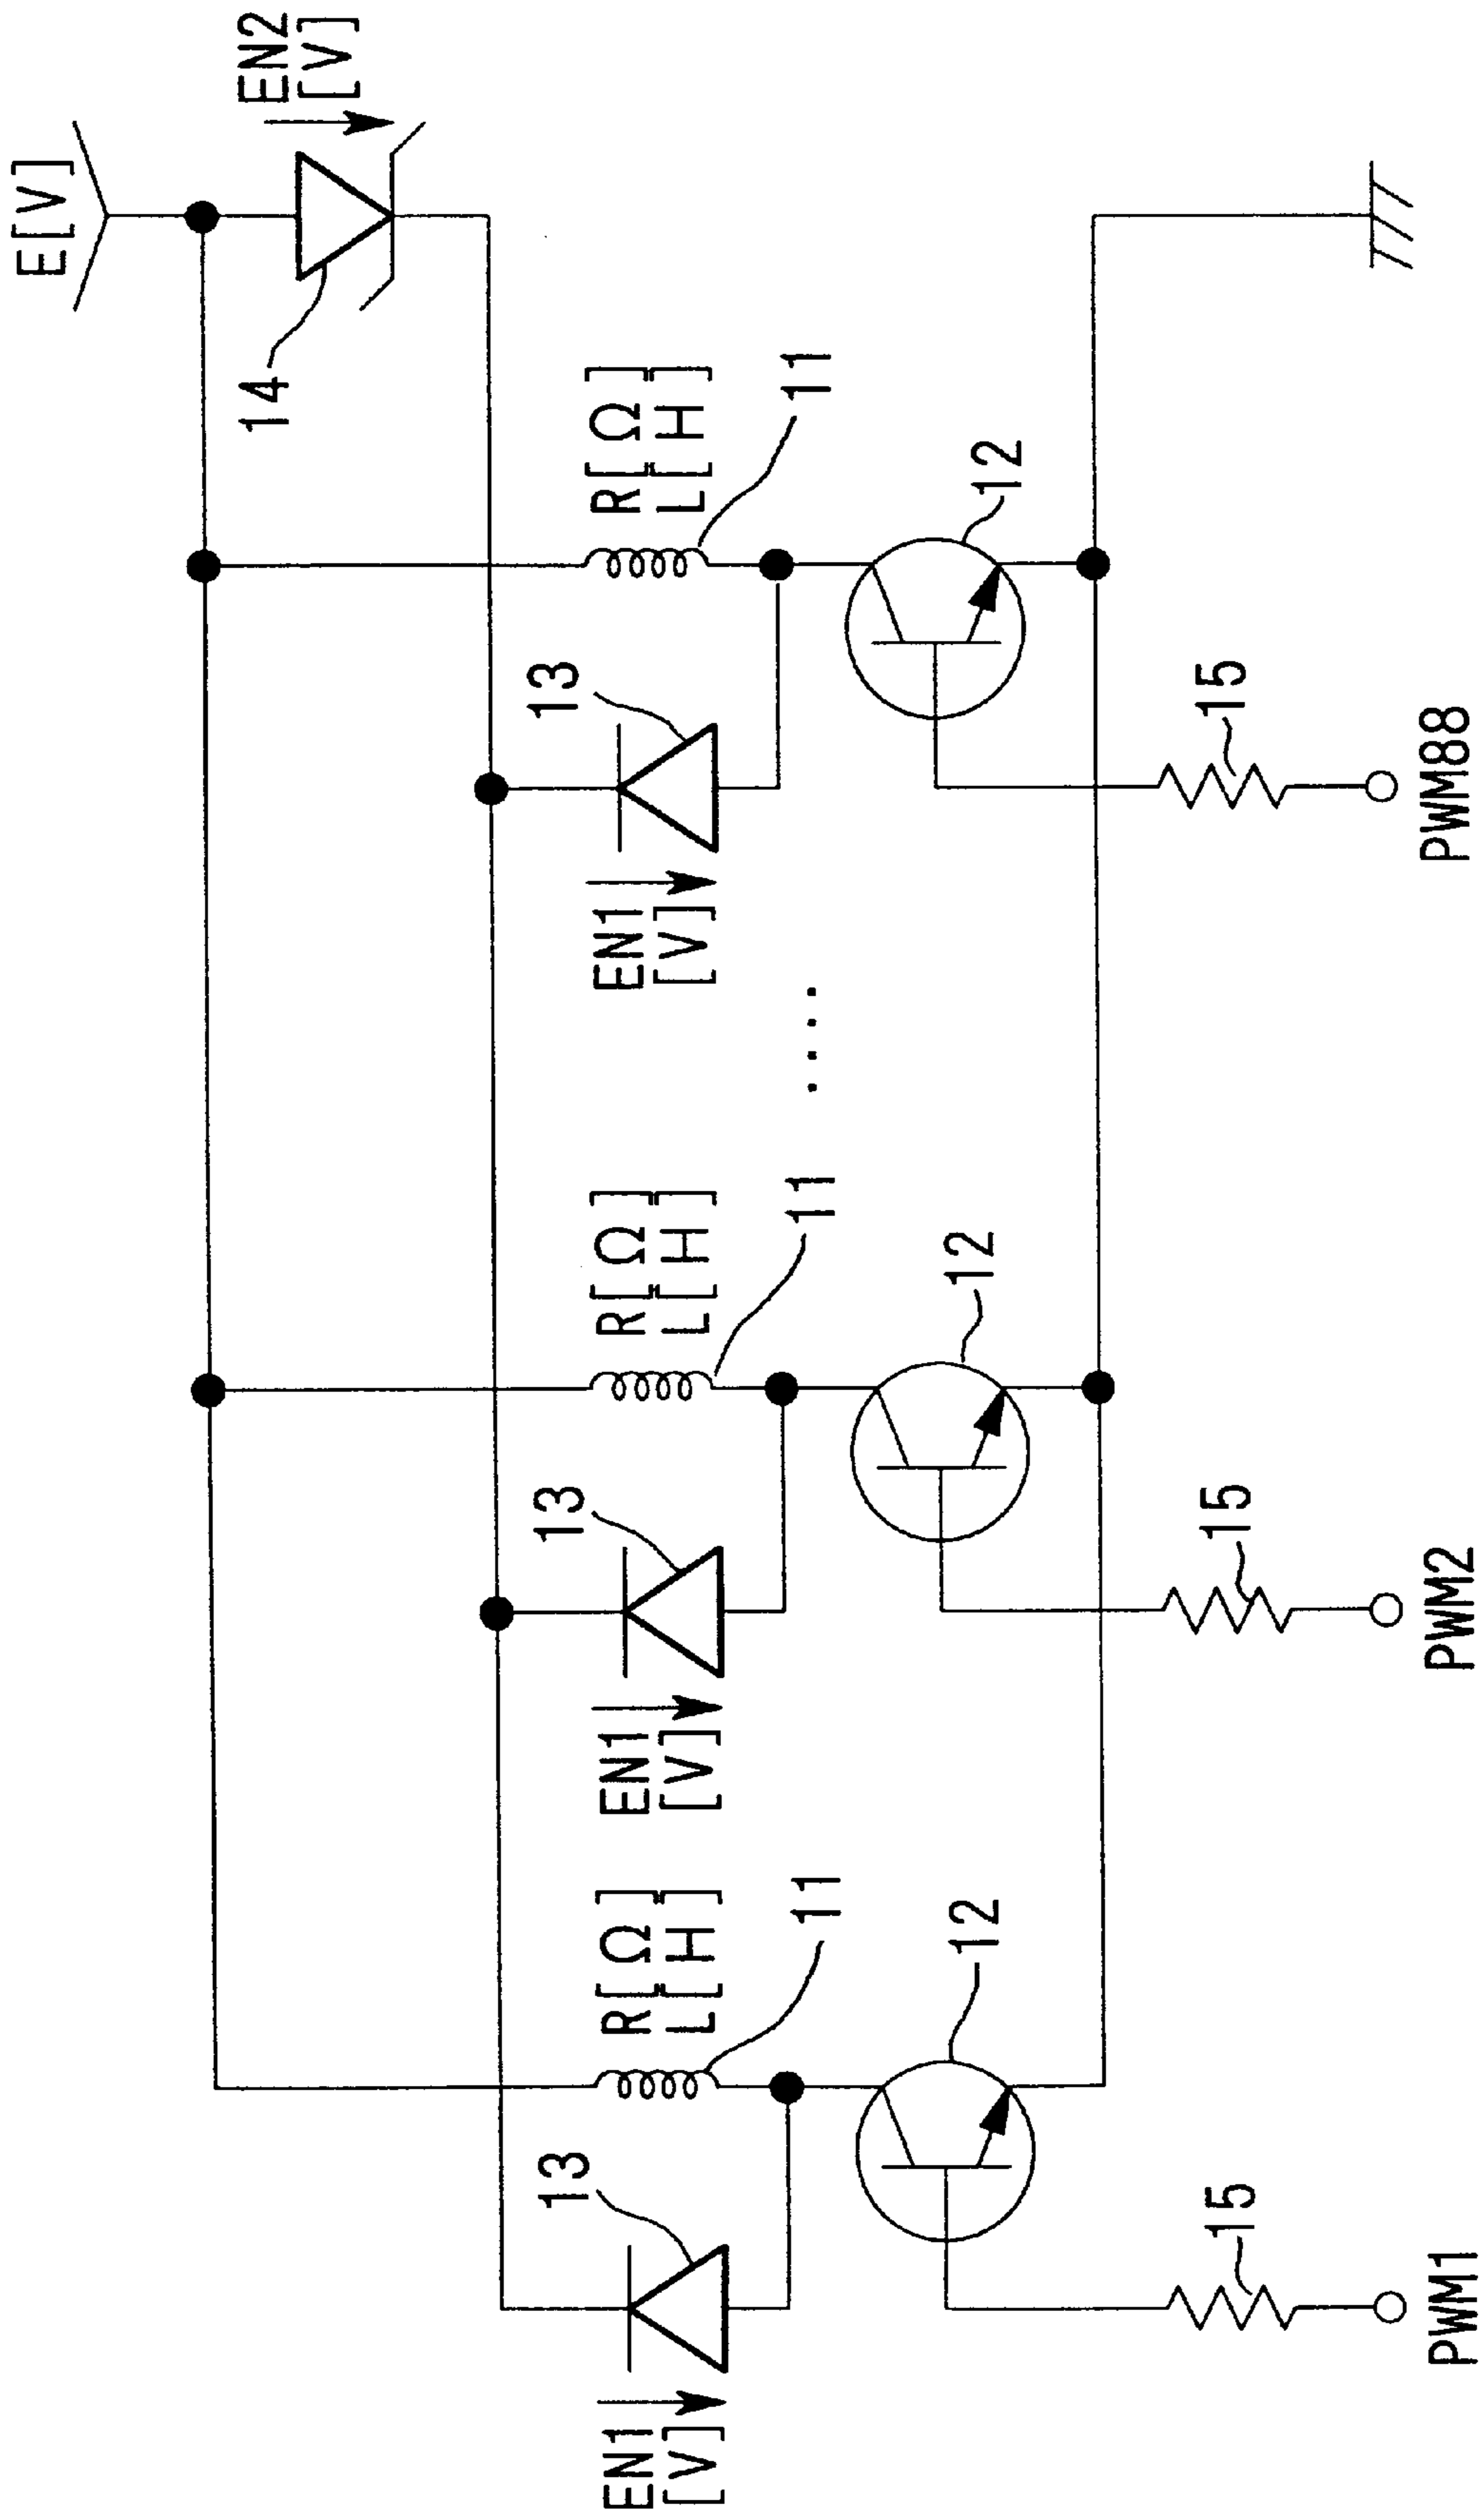 E[V]
EN2
[V]
14
R[Ω]
L[H]
11
13
EN1
[V]
12
15
PWM88
R[Ω]
L[H]
11
13
EN1
[V]
12
15
PWM2
R[Ω]
L[H]
11
13
EN1
[V]
12
15
PWM1